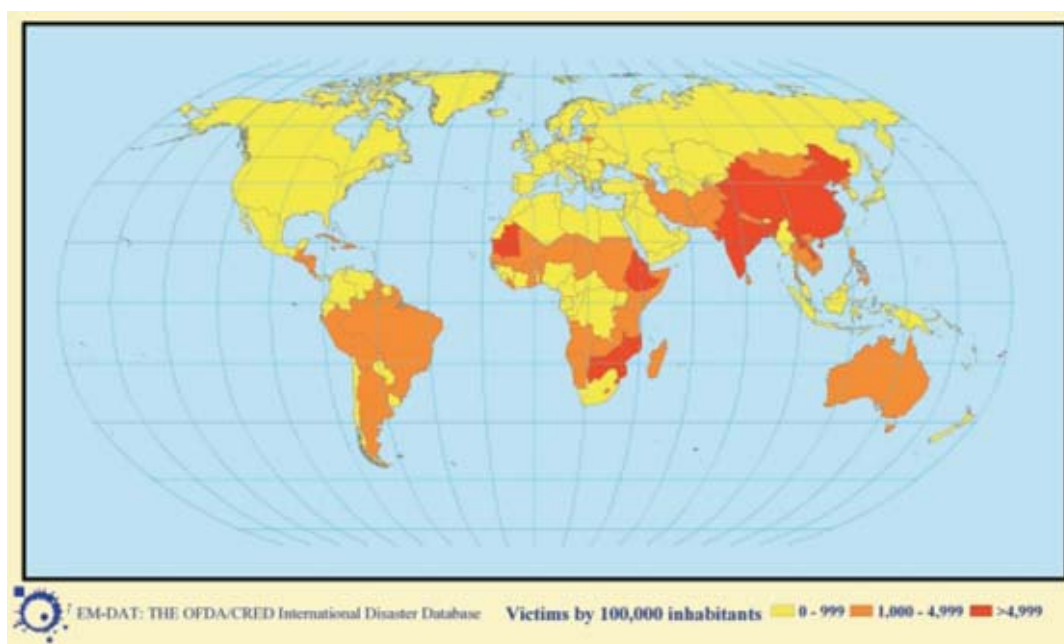 EM-DAT: THE OFDA/CRED International Disaster Database Victims by 100,000 inhabitants 0 - 999 1,000 - 4,999 >4,999